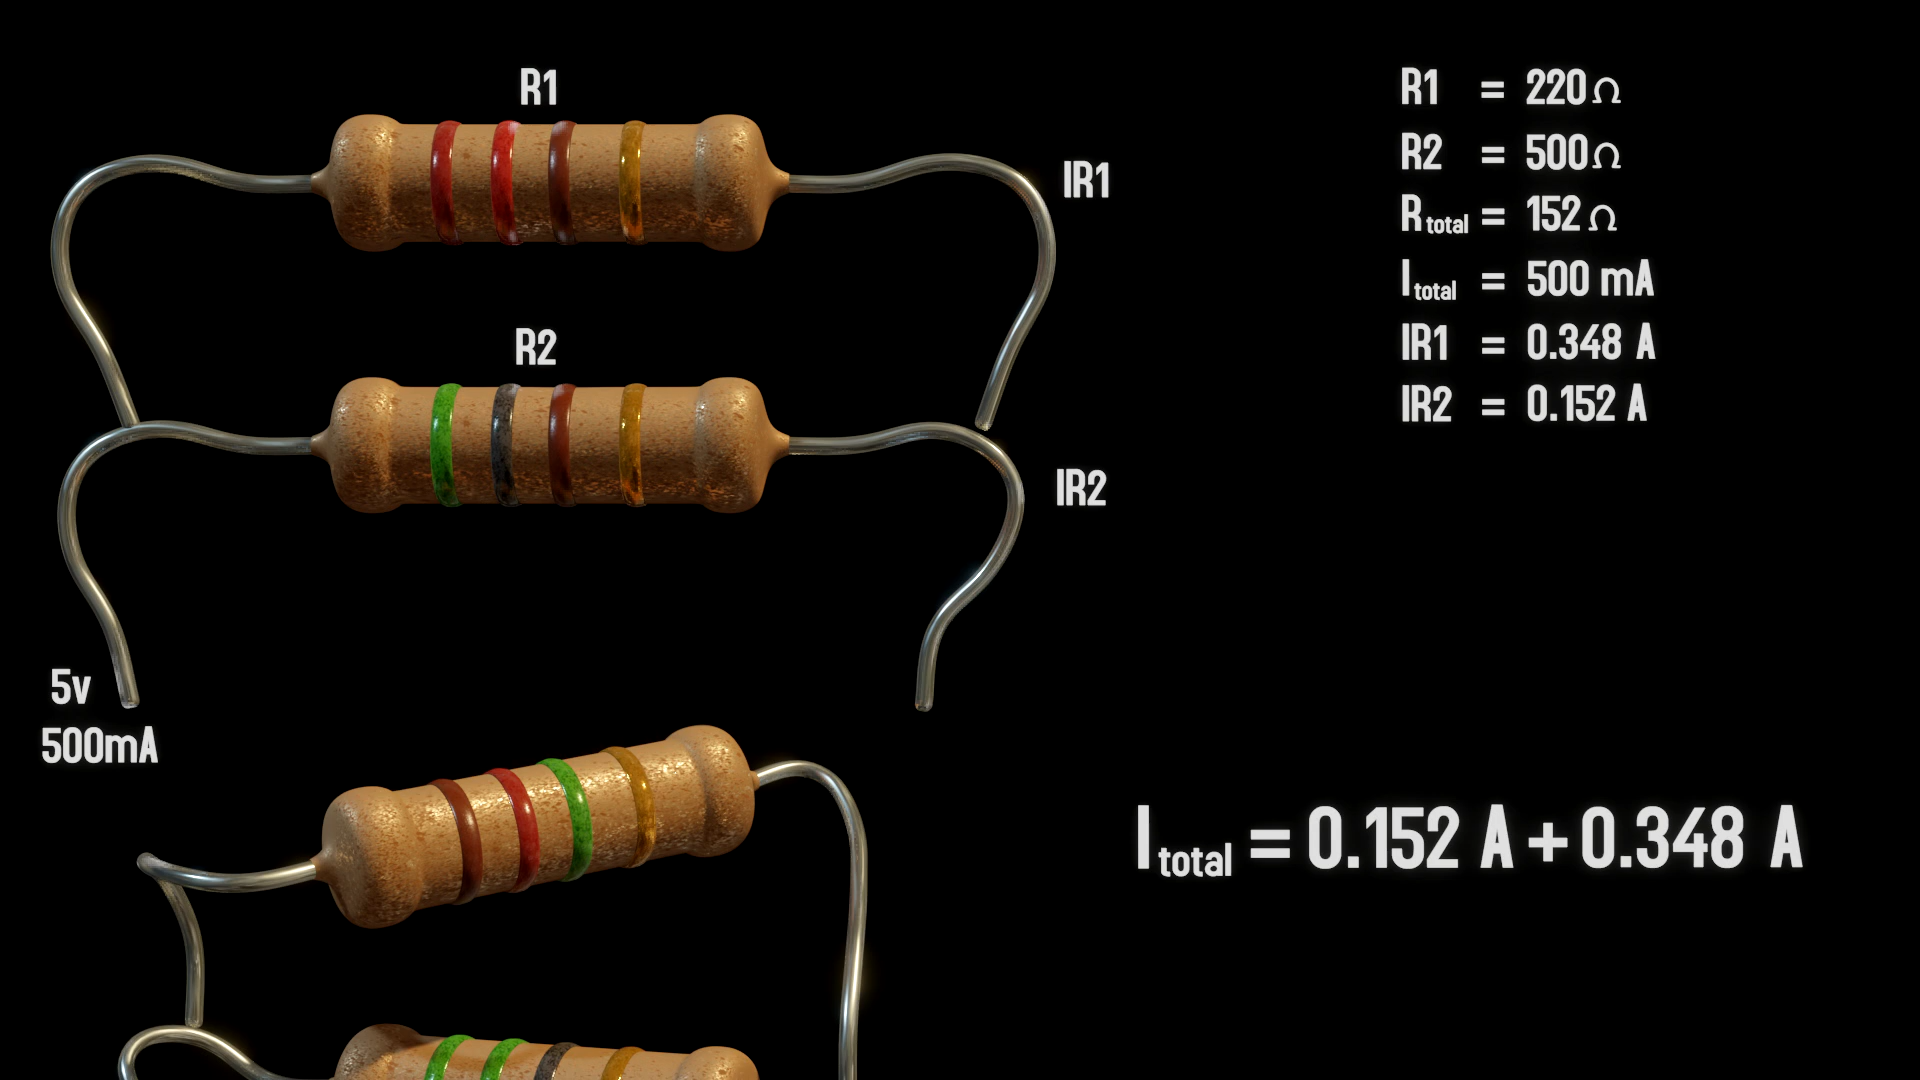 R1
IR1
R2
IR2
5v
500mA
R1 = 220Ω
R2 = 500Ω
Rtotal = 152Ω
Itotal = 500 mA
IR1 = 0.348 A
IR2 = 0.152 A
Itotal = 0.152 A + 0.348 A